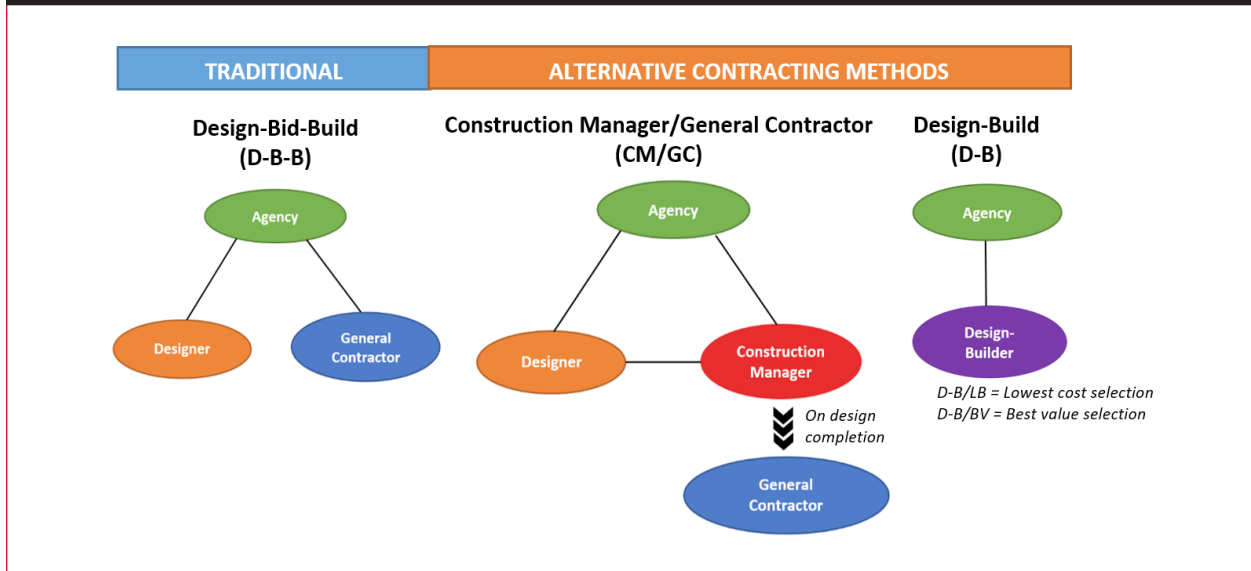 TRADITIONAL
ALTERNATIVE CONTRACTING METHODS
Design-Bid-Build
(D-B-B)
Agency
Designer
General
Contractor
Construction Manager/General Contractor
(CM/GC)
Agency
Designer
Construction
Manager
On design
completion
General
Contractor
Design-Build
(D-B)
Agency
Design-
Builder
D-B/LB = Lowest cost selection
D-B/BV = Best value selection